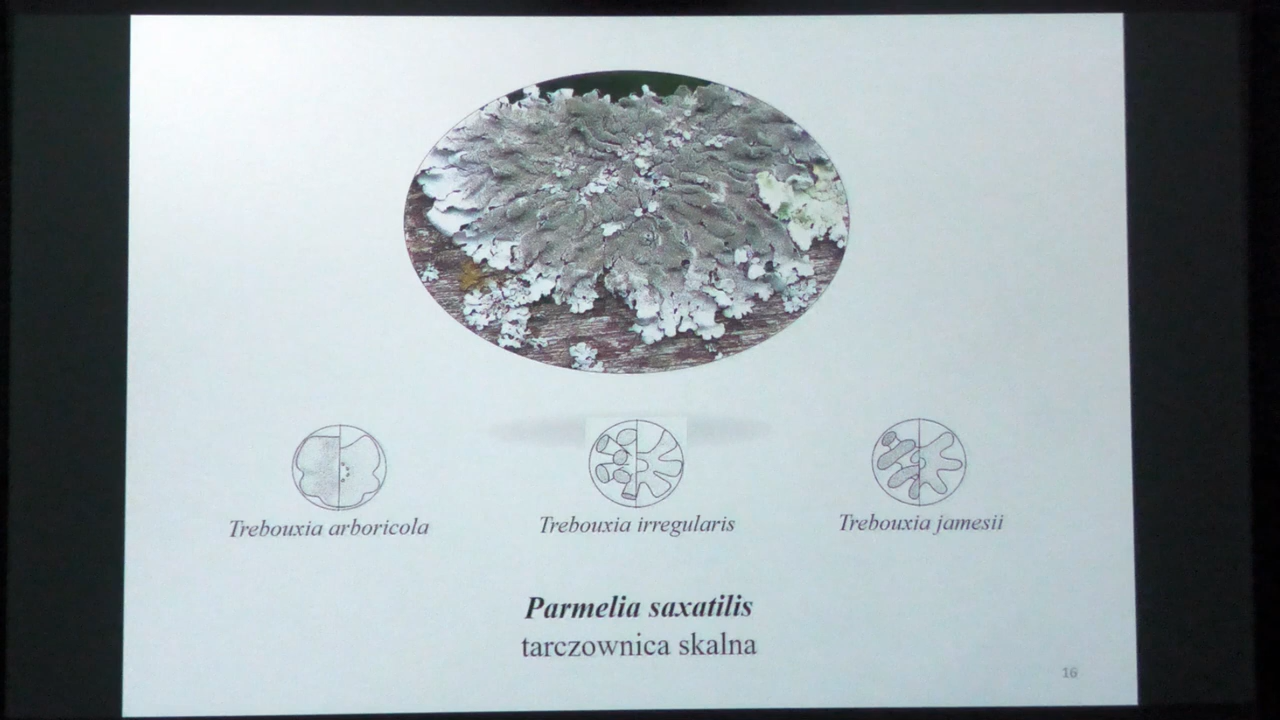 Trebouxia arboricola
Trebouxia irregularis
Trebouxia jamesii
Parmelia saxatilis
tarczownica skalna
16